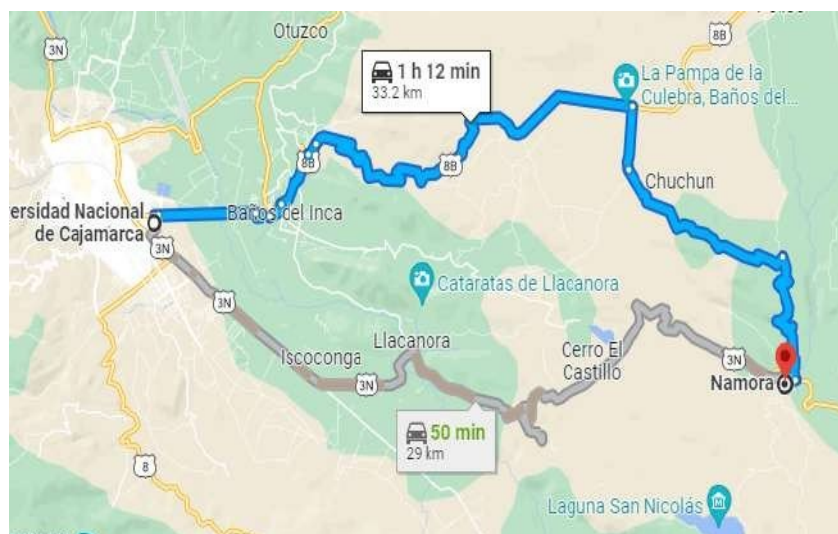 3N
Otuzco
8B
1 h 12 min
33.2 km
La Pampa de la
Culebra, Baños del...
8B
8B
Chuchun
versidad Nacional
de Cajamarca
Baños del Inca
3N
3N
Cataratas de Llacanora
Iscoconga
Llacanora
3N
Cerro El
Castillo
3N
Namora
50 min
29 km
8
Laguna San Nicolás